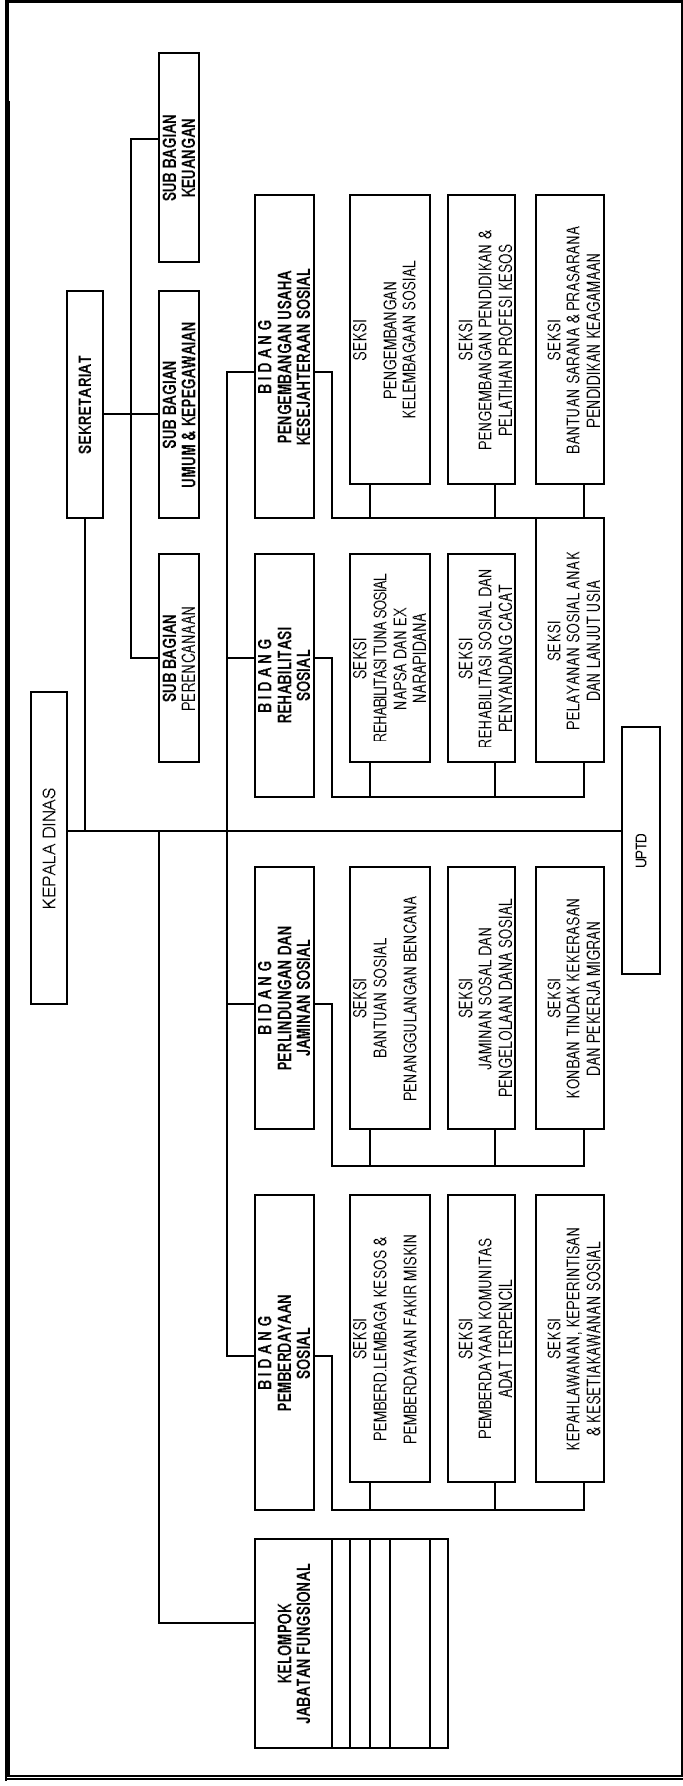 KEPALA DINAS
SEKRETARIAT
SUB BAGIAN
PERENCANAAN
SUB BAGIAN
UMUM & KEPEGAWAIAN
SUB BAGIAN
KEUANGAN
KELOMPOK
JABATAN FUNGSIONAL
B I D A N G
PEMBERDAYAAN
SOSIAL
SEKSI
PEMBERD.LEMBAGA KESOS &
PEMBERDAYAAN FAKIR MISKIN
SEKSI
PEMBERDAYAAN KOMUNITAS
ADAT TERPENCIL
SEKSI
KEPAHLAWANAN, KEPERINTISAN
& KESETIAKAWANAN SOSIAL
B I D A N G
PERLINDUNGAN DAN
JAMINAN SOSIAL
SEKSI
BANTUAN SOSIAL
PENANGGULANGAN BENCANA
SEKSI
JAMINAN SOSAL DAN
PENGELOLAAN DANA SOSIAL
SEKSI
KONBAN TINDAK KEKERASAN
DAN PEKERJA MIGRAN
B I D A N G
REHABILITASI
SOSIAL
SEKSI
REHABILITASI TUNA SOSIAL
NAPSA DAN EX
NARAPIDANA
SEKSI
REHABILITASI SOSIAL DAN
PENYANDANG CACAT
SEKSI
PELAYANAN SOSIAL ANAK
DAN LANJUT USIA
B I D A N G
PENGEMBANGAN USAHA
KESEJAHTERAAN SOSIAL
SEKSI
PENGEMBANGAN
KELEMBAGAAN SOSIAL
SEKSI
PENGEMBANGAN PENDIDIKAN &
PELATIHAN PROFESI KESOS
SEKSI
BANTUAN SARANA & PRASARANA
PENDIDIKAN KEAGAMAAN
UPTD